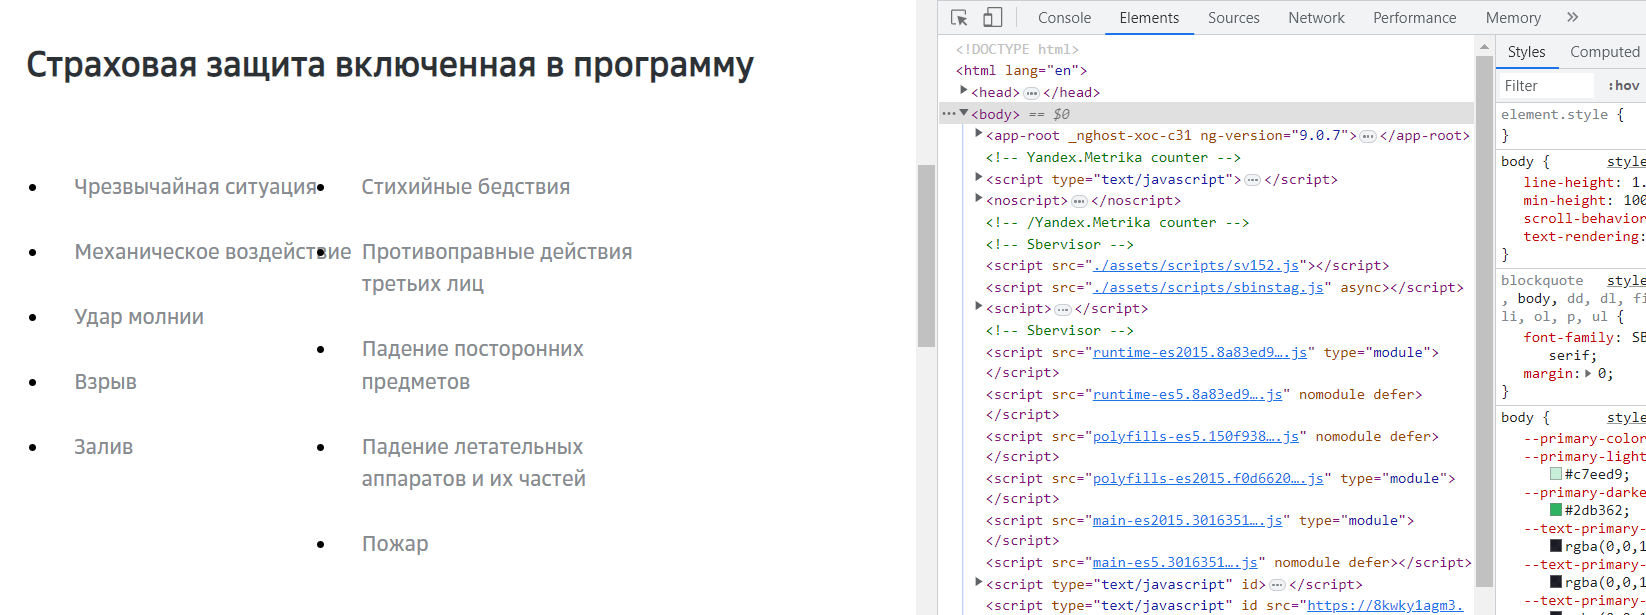 Страховая защита включенная в программу
Чрезвычайная ситуация
Механическое воздействие
Удар молнии
Взрыв
Залив
Стихийные бедствия
Противоправные действия
третьих лиц
Падение посторонних
предметов
Падение летательных
аппаратов и их частей
Пожар
Console Elements Sources Network Performance Memory
<!DOCTYPE html>
<html lang="en">
<head>…</head>
<body> == $0
<app-root _nghost-xoc-c31 ng-version="9.0.7">…</app-root>
<!-- Yandex.Metrika counter -->
<script type="text/javascript">…</script>
<noscript>…</noscript>
<!-- /Yandex.Metrika counter -->
<!-- Sbervisor -->
<script src="./assets/scripts/sv152.js"></script>
<script src="./assets/scripts/sbinstag.js" async></script>
<script>…</script>
<!-- Sbervisor -->
<script src="runtime-es2015.8a83ed9….js" type="module">
</script>
<script src="runtime-es5.8a83ed9….js" nomodule defer>
</script>
<script src="polyfills-es5.150f938….js" nomodule defer>
</script>
<script src="polyfills-es2015.f0d6620….js" type="module">
</script>
<script src="main-es2015.3016351….js" type="module">
</script>
<script src="main-es5.3016351….js" nomodule defer></script>
<script type="text/javascript" id>…</script>
<script type="text/javascript" id src="https://8kwky1agm3.
Styles Computed
Filter :hov
element.style {
}
body { style
line-height: 1.
min-height: 100
scroll-behavior
text-rendering:
}
blockquote style
, body, dd, dl, fi
li, ol, p, ul {
font-family: SB
serif;
margin: 0;
}
body { style
--primary-color
--primary-light
#c7eed9;
--primary-darke
#2db362;
--text-primary-
rgba(0,0,1
--text-primary-
rgba(0,0,1
--text-primary-